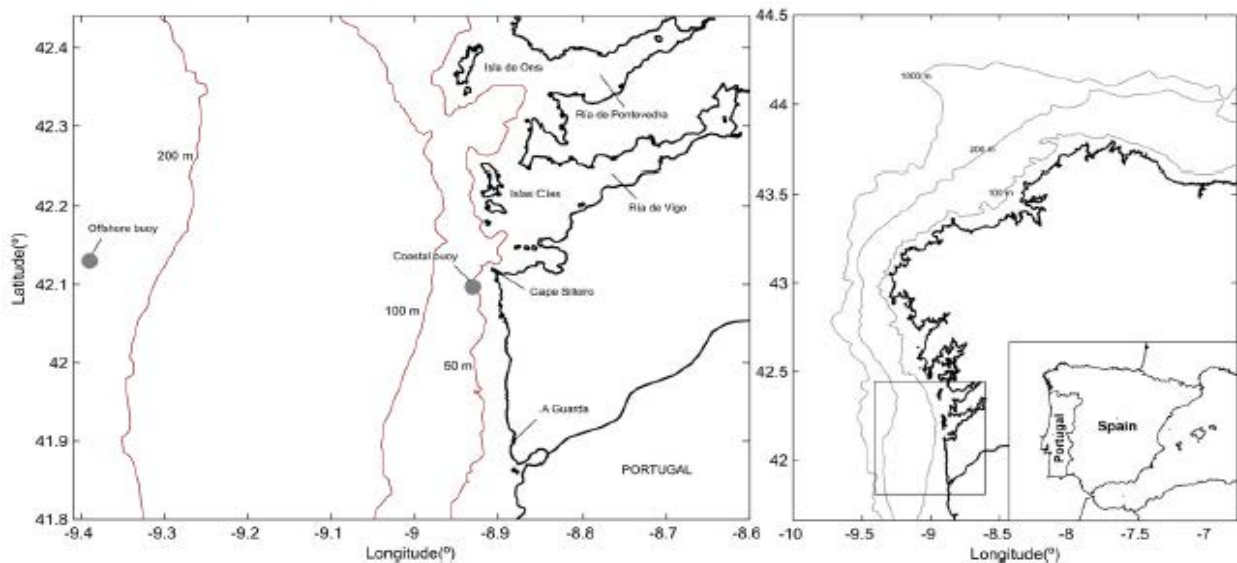 42.4
42.3
42.2
42.1
42
41.9
41.8
Latitude(º)
-9.4
-9.3
-9.2
-9.1
-9
-8.9
-8.8
-8.7
-8.6
Longitude(º)
Isla de Ons
Ría de Pontevedra
200 m
Islas Cíes
Ría de Vigo
Offshore buoy
Coastal buoy
Cape Silleiro
100 m
50 m
A Guarda
PORTUGAL
44.5
44
43.5
43
42.5
42
-10
-9.5
-9
-8.5
-8
-7.5
-7
Longitude(º)
1000 m
200 m
100 m
Portugal
Spain